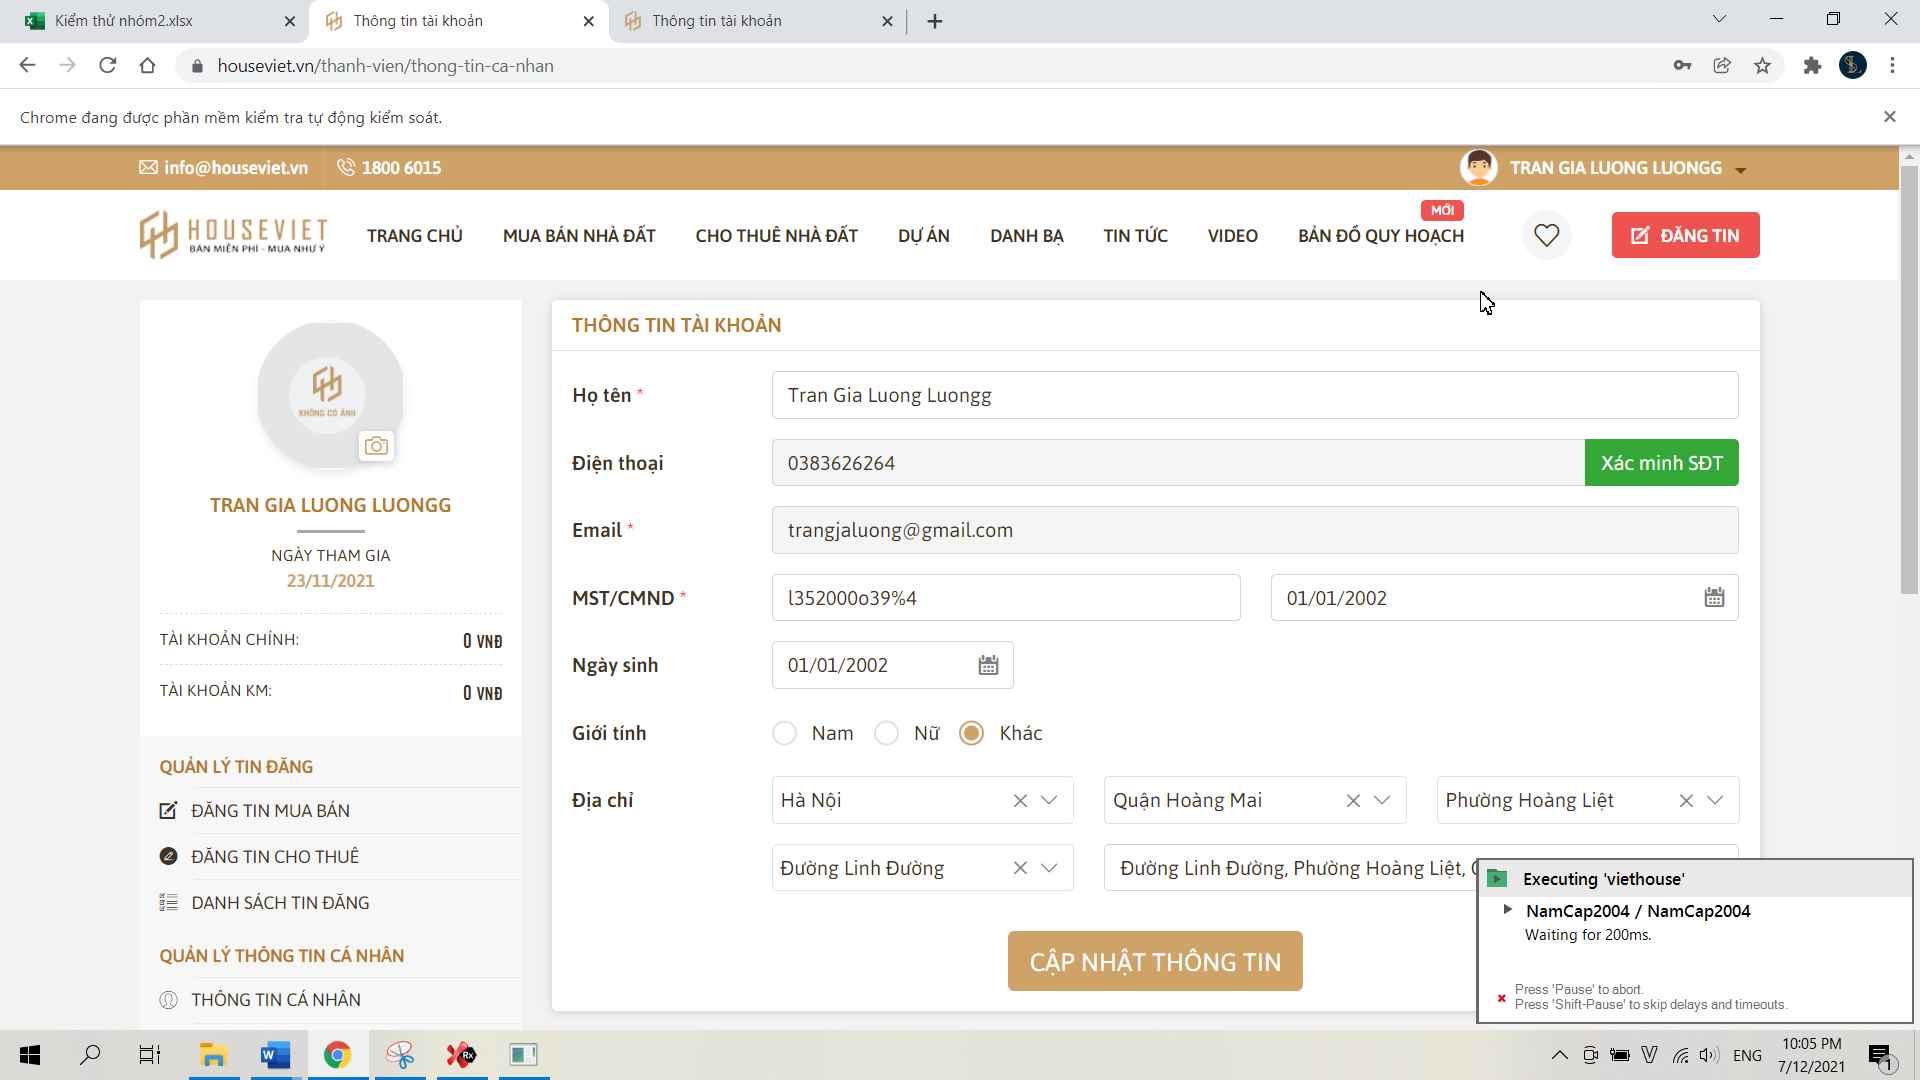 Kiểm thử nhóm2.xlsx
Thông tin tài khoản
Thông tin tài khoản
houseviet.vn/thanh-vien/thong-tin-ca-nhan
Chrome đang được phần mềm kiểm tra tự động kiểm soát.
info@houseviet.vn
1800 6015
TRAN GIA LUONG LUONGG
HOUSEVIET
BÁN MIỄN PHÍ - MUA NHƯ Ý
TRANG CHỦ
MUA BÁN NHÀ ĐẤT
CHO THUÊ NHÀ ĐẤT
DỰ ÁN
DANH BẠ
TIN TỨC
VIDEO
MỚI
BẢN ĐỒ QUY HOẠCH
ĐĂNG TIN
KHÔNG CÓ ẢNH
TRAN GIA LUONG LUONGG
NGÀY THAM GIA
23/11/2021
TÀI KHOẢN CHÍNH: 0 VNĐ
TÀI KHOẢN KM: 0 VNĐ
QUẢN LÝ TIN ĐĂNG
ĐĂNG TIN MUA BÁN
ĐĂNG TIN CHO THUÊ
DANH SÁCH TIN ĐĂNG
QUẢN LÝ THÔNG TIN CÁ NHÂN
THÔNG TIN CÁ NHÂN
THÔNG TIN TÀI KHOẢN
Họ tên * Tran Gia Luong Luongg
Điện thoại 0383626264 Xác minh SĐT
Email * trangjaluong@gmail.com
MST/CMND * l352000o39%4 01/01/2002
Ngày sinh 01/01/2002
Giới tính Nam Nữ Khác
Địa chỉ Hà Nội Quận Hoàng Mai Phường Hoàng Liệt
Đường Linh Đường Đường Linh Đường, Phường Hoàng Liệt,
CẬP NHẬT THÔNG TIN
Executing 'viethouse'
NamCap2004 / NamCap2004
Waiting for 200ms.
Press 'Pause' to abort.
Press 'Shift-Pause' to skip delays and timeouts.
ENG
10:05 PM
7/12/2021
1